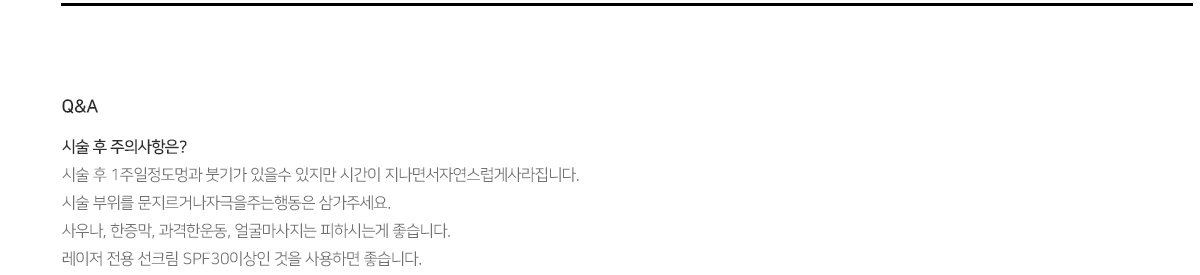 Q&A
시술 후 주의사항은?
시술 후 1주일정도멍과 붓기가 있을수 있지만 시간이 지나면서자연스럽게사라집니다.
시술 부위를 문지르거나자극을주는행동은 삼가주세요.
사우나, 한증막, 과격한운동, 얼굴마사지는 피하시는게 좋습니다.
레이저 전용 선크림 SPF30이상인 것을 사용하면 좋습니다.